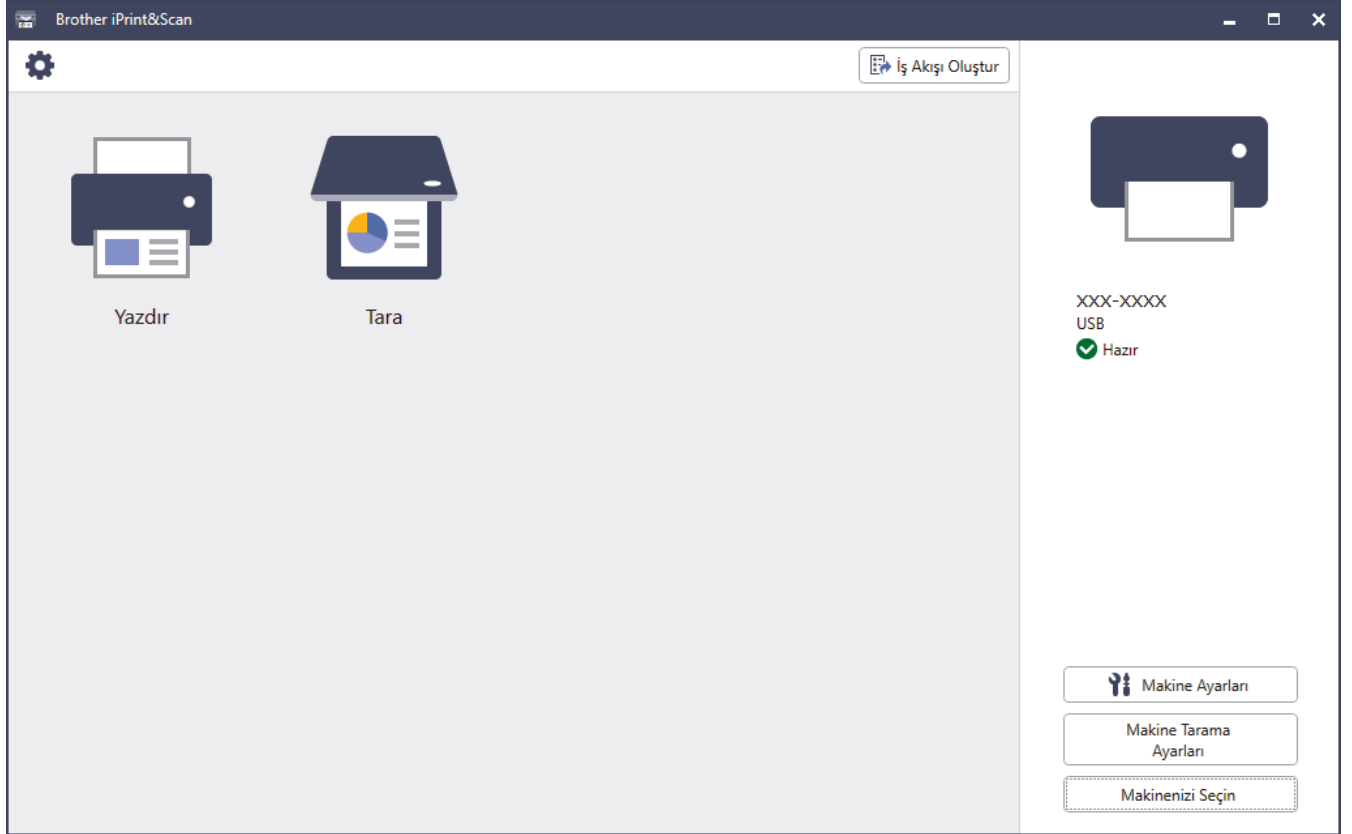 Brother iPrint&Scan
İş Akışı Oluştur
Yazdır
Tara
XXX-XXXX
USB
Hazır
Makine Ayarları
Makine Tarama
Ayarları
Makinenizi Seçin